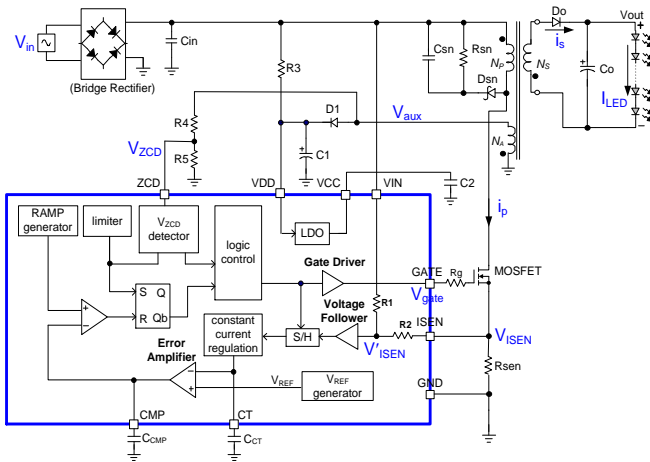 Vin
(Bridge Rectifier)
Cin
R3
Csn
Rsn
Dsn
NP
NS
Do
is
Vout
+
Co
+
ILED
−
R4
D1
Vaux
NA
VZCD
R5
+
C1
C2
ZCD
VDD
VCC
VIN
ip
RAMP
generator
limiter
VZCD
detector
logic
control
LDO
Gate Driver
GATE
Rg
MOSFET
Vgate
S Q
R Qb
+
−
Voltage
Follower
R1
ISEN
R2
VISEN
V'ISEN
S/H
constant
current
regulation
Error
Amplifier
−
+
VREF
VREF
generator
GND
Rsen
CMP
CT
CCMP
CCT